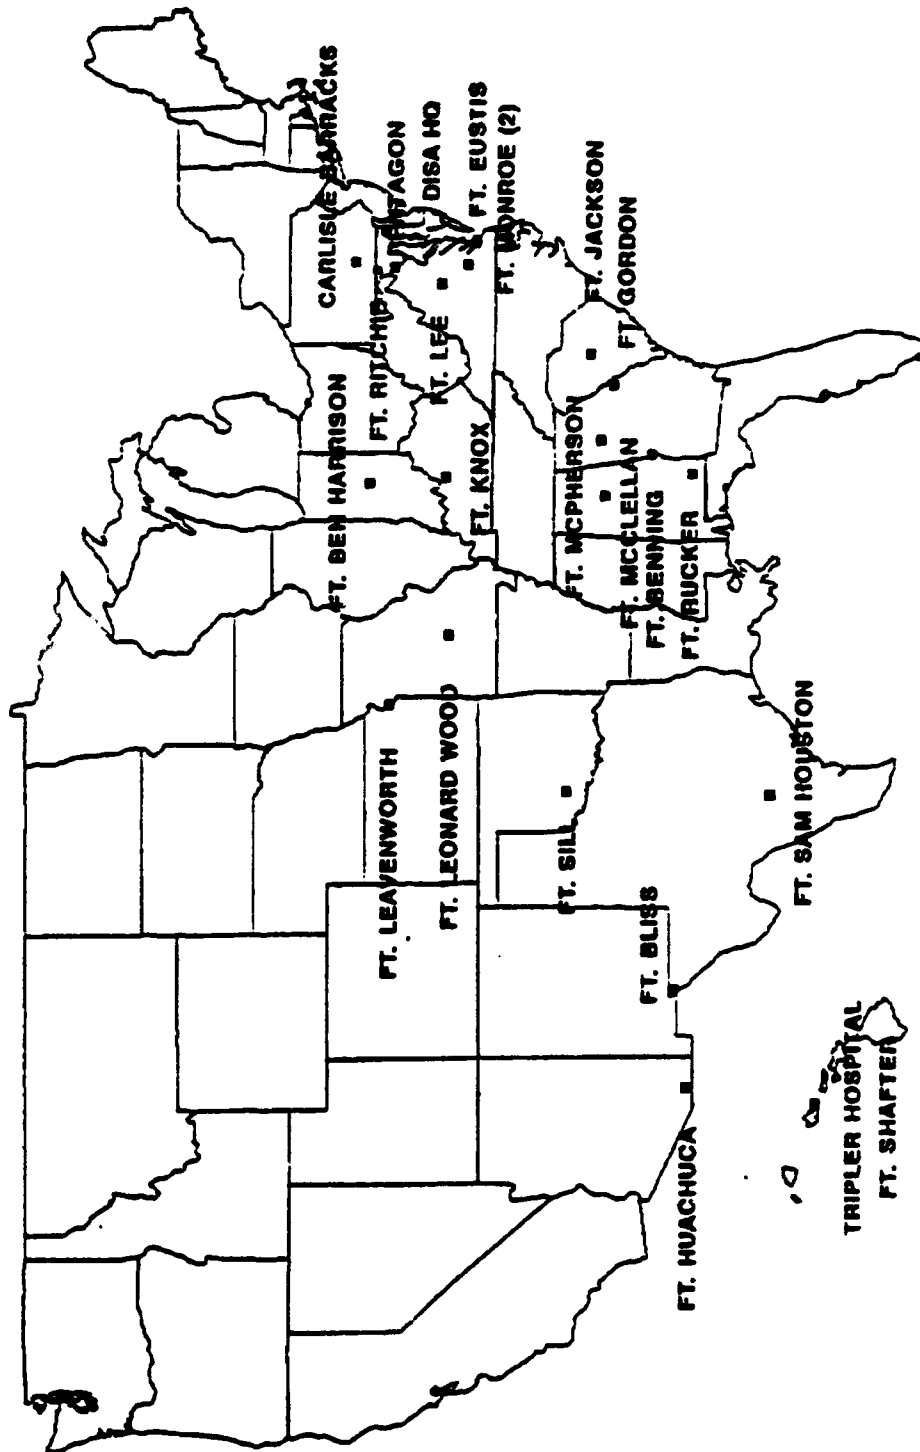 CARLISLE BARRACKS
FT. RITCHIE
PENTAGON
DISA HQ
FT. LEE
FT. EUSTIS
FT. MONROE (2)
FT. JACKSON
FT. GORDON
FT. BEN HARRISON
FT. KNOX
FT. MCPHERSON
FT. MCCLELLAN
FT. BENNING
FT. RUCKER
FT. LEAVENWORTH
FT. LEONARD WOOD
FT. SILL
FT. SAM HOUSTON
FT. BLISS
FT. HUACHUCA
TRIPLER HOSPITAL
FT. SHAFTER